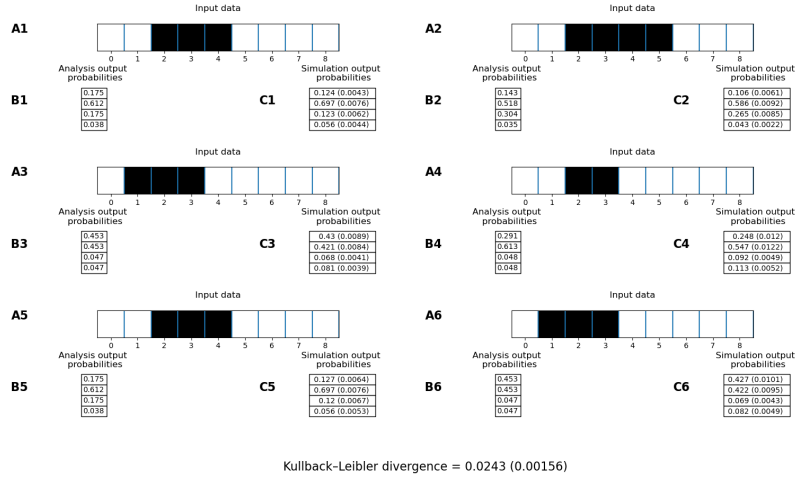 Input data Input data
A1 A2
0 1 2 3 4 5 6 7 8 0 1 2 3 4 5 6 7 8
Analysis output Simulation output Analysis output Simulation output
probabilities probabilities probabilities probabilities
B1 0.175 C1 0.124 (0.0043) B2 0.143 C2 0.106 (0.0061)
0.612 0.697 (0.0076) 0.518 0.586 (0.0092)
0.175 0.123 (0.0062) 0.304 0.265 (0.0085)
0.038 0.056 (0.0044) 0.035 0.043 (0.0022)
Input data Input data
A3 A4
0 1 2 3 4 5 6 7 8 0 1 2 3 4 5 6 7 8
Analysis output Simulation output Analysis output Simulation output
probabilities probabilities probabilities probabilities
B3 0.453 C3 0.43 (0.0089) B4 0.291 C4 0.248 (0.012)
0.453 0.421 (0.0084) 0.613 0.547 (0.0122)
0.047 0.068 (0.0041) 0.048 0.092 (0.0049)
0.047 0.081 (0.0039) 0.048 0.113 (0.0052)
Input data Input data
A5 A6
0 1 2 3 4 5 6 7 8 0 1 2 3 4 5 6 7 8
Analysis output Simulation output Analysis output Simulation output
probabilities probabilities probabilities probabilities
B5 0.175 C5 0.127 (0.0064) B6 0.453 C6 0.427 (0.0101)
0.612 0.697 (0.0076) 0.453 0.422 (0.0095)
0.175 0.12 (0.0067) 0.047 0.069 (0.0043)
0.038 0.056 (0.0053) 0.047 0.082 (0.0049)
Kullback–Leibler divergence = 0.0243 (0.00156)